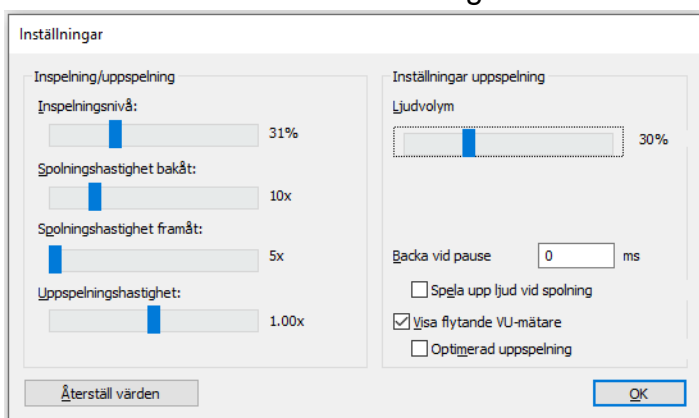 Inställningar
Inspelning/uppspelning
Inspelningsnivå:
31%
Spolningshastighet bakåt:
10x
Spolningshastighet framåt:
5x
Uppspelningshastighet:
1.00x
Inställningar uppspelning
Ljudvolym
30%
Backa vid pause 0 ms
Spela upp ljud vid spolning
Visa flytande VU-mätare
Optimerad uppspelning
Återställ värden
OK